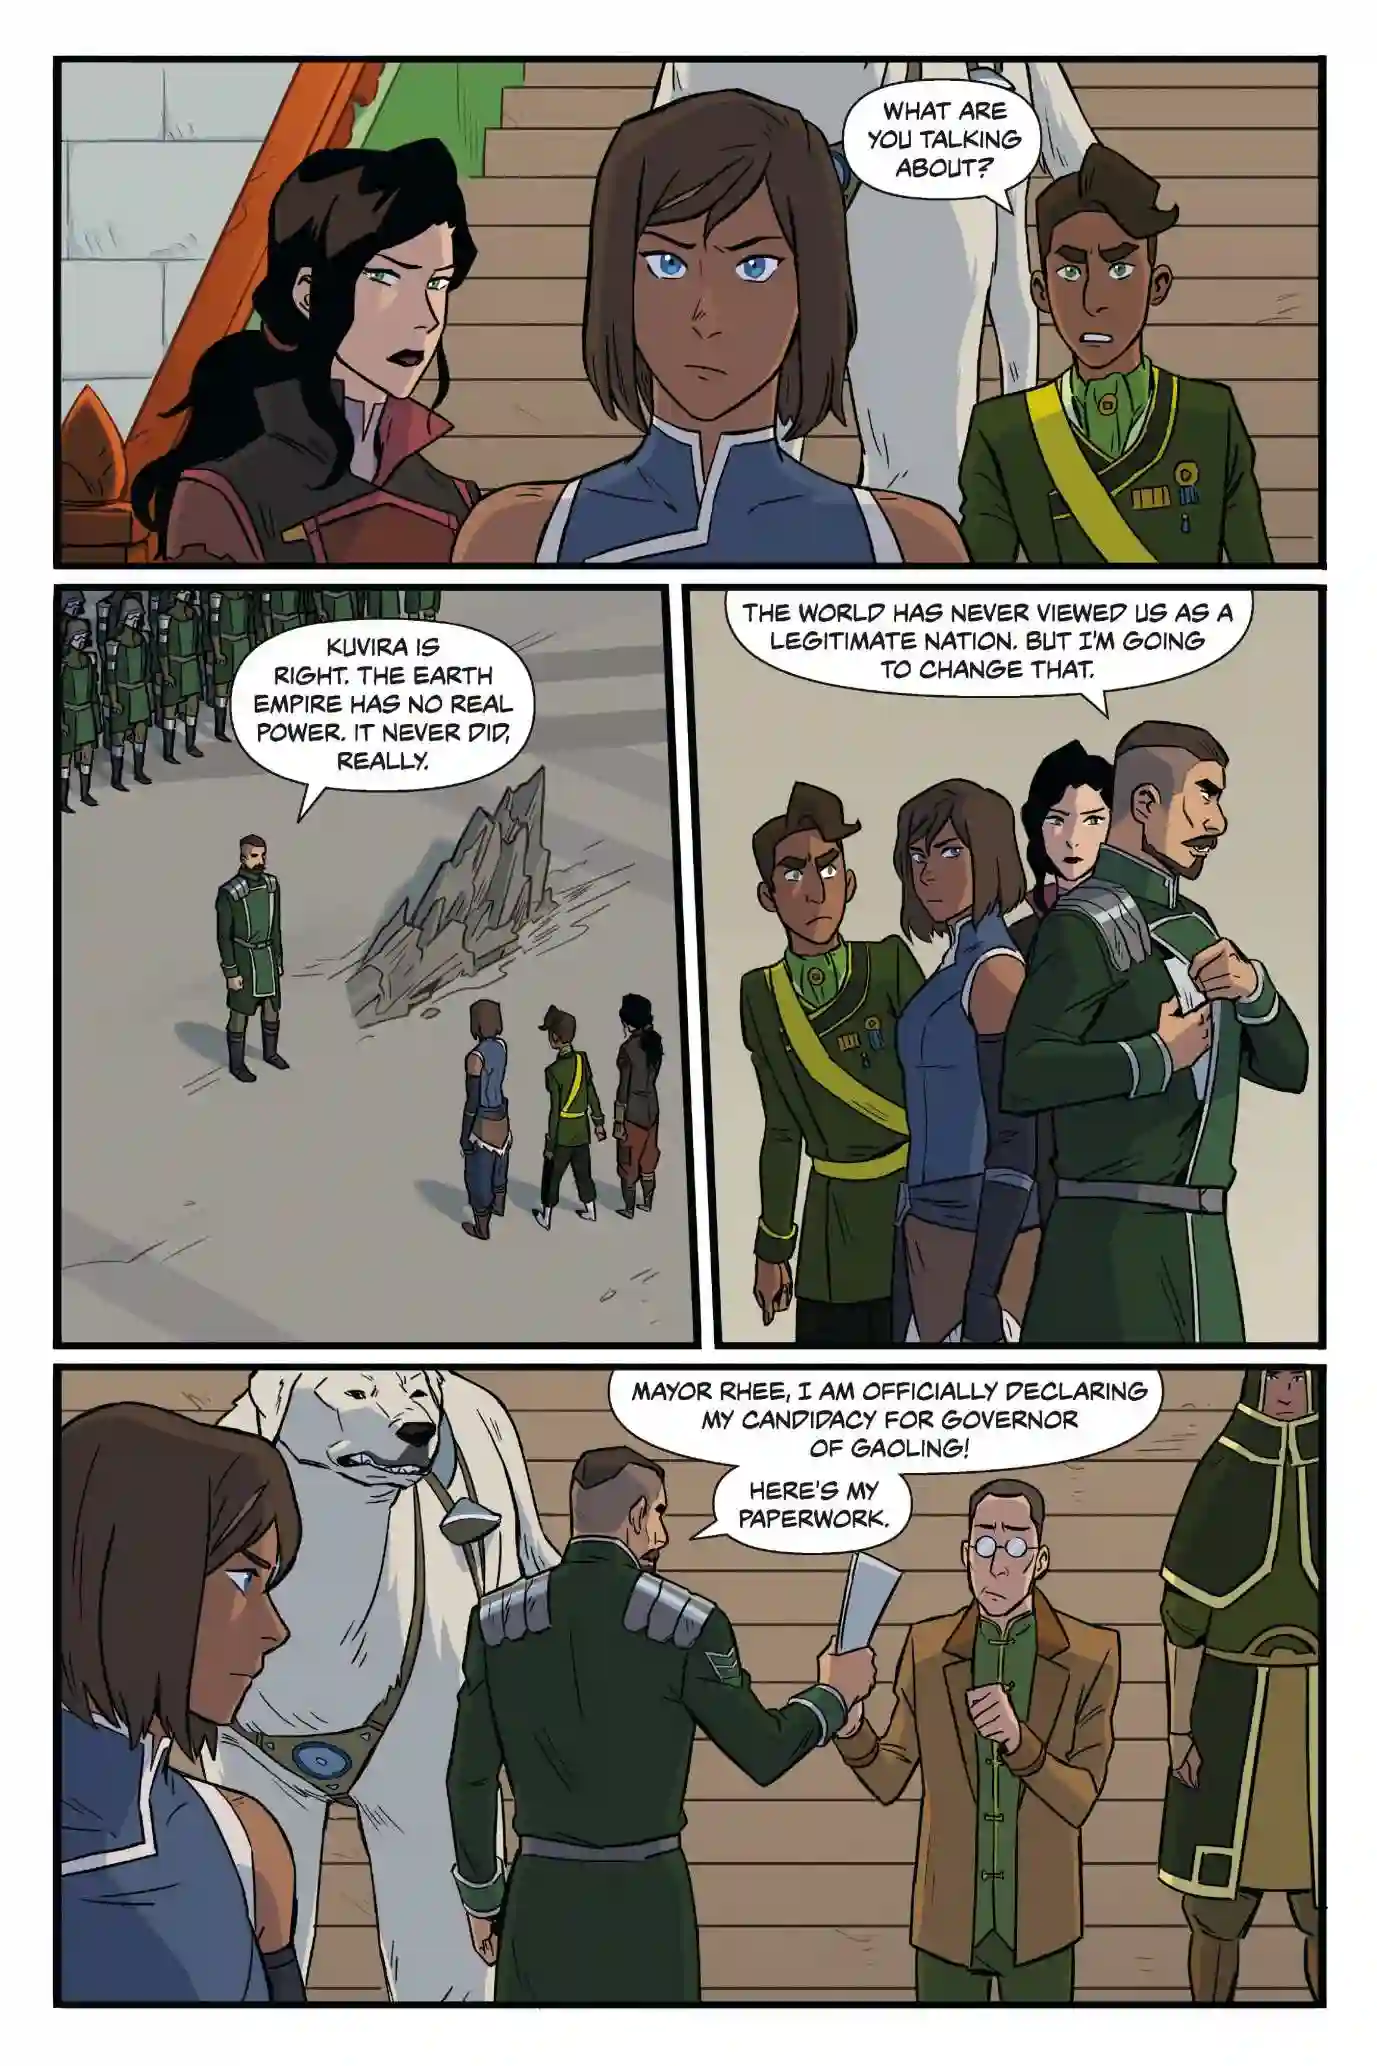 WHAT ARE
YOU TALKING
ABOUT?
KUVIRA IS
RIGHT. THE EARTH
EMPIRE HAS NO REAL
POWER. IT NEVER DID,
REALLY.
THE WORLD HAS NEVER VIEWED US AS A
LEGITIMATE NATION. BUT I'M GOING
TO CHANGE THAT.
MAYOR RHEE, I AM OFFICIALLY DECLARING
MY CANDIDACY FOR GOVERNOR
OF GAOLING!
HERE'S MY
PAPERWORK.